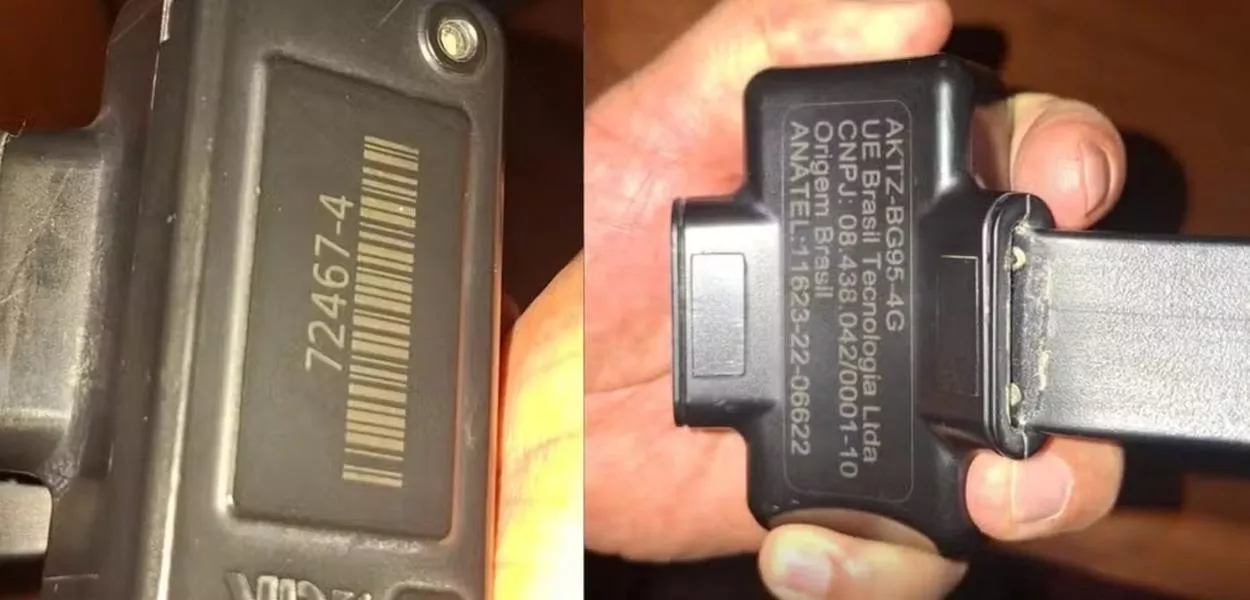 72467-4
AKTZ-BG95-4G
UE Brasil Tecnologia Ltda
CNPJ: 08.438.042/0001-10
Origem Brasil
ANATEL:11623-22-06622